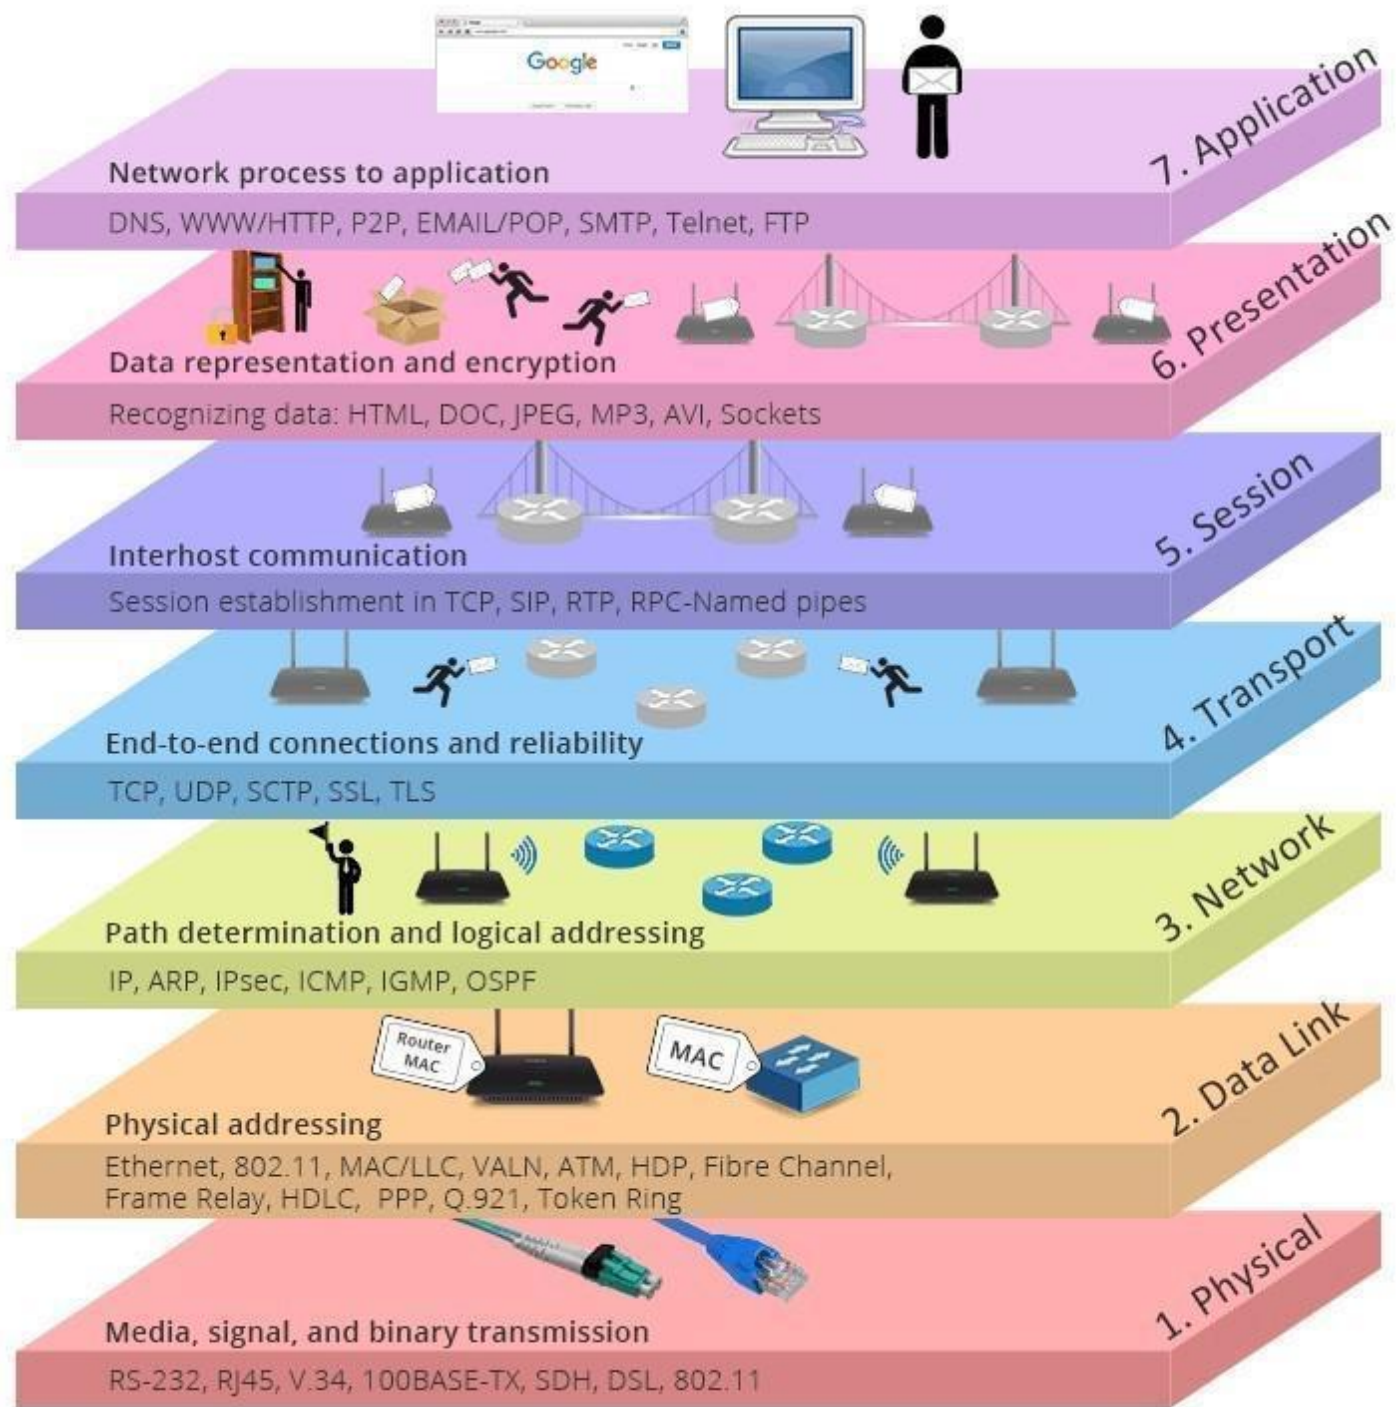 Google
7. Application
Network process to application
DNS, WWW/HTTP, P2P, EMAIL/POP, SMTP, Telnet, FTP
6. Presentation
Data representation and encryption
Recognizing data: HTML, DOC, JPEG, MP3, AVI, Sockets
5. Session
Interhost communication
Session establishment in TCP, SIP, RTP, RPC-Named pipes
4. Transport
End-to-end connections and reliability
TCP, UDP, SCTP, SSL, TLS
3. Network
Path determination and logical addressing
IP, ARP, IPsec, ICMP, IGMP, OSPF
Router
MAC
MAC
2. Data Link
Physical addressing
Ethernet, 802.11, MAC/LLC, VALN, ATM, HDP, Fibre Channel,
Frame Relay, HDLC, PPP, Q.921, Token Ring
1. Physical
Media, signal, and binary transmission
RS-232, RJ45, V.34, 100BASE-TX, SDH, DSL, 802.11